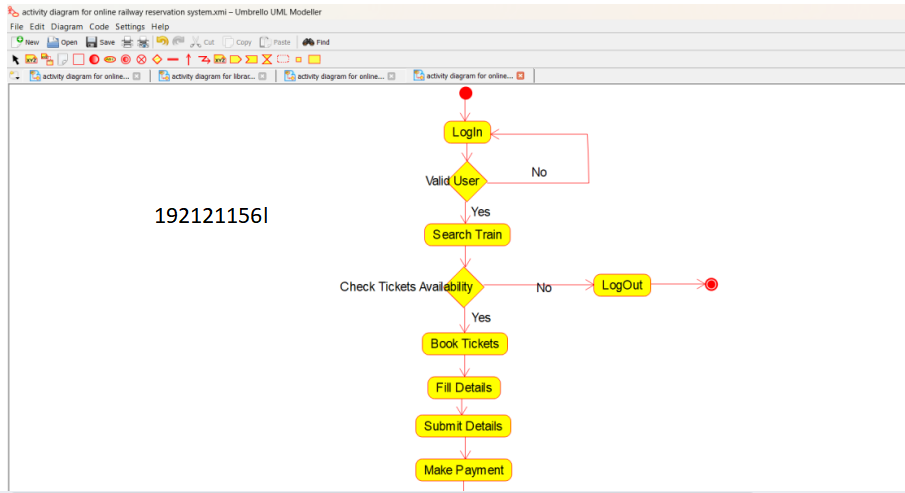 activity diagram for online railway reservation system.xmi – Umbrello UML Modeller
File Edit Diagram Code Settings Help
New Open Save Cut Copy Paste Find
activity diagram for online... activity diagram for librar... activity diagram for online... activity diagram for online...
LogIn
Valid User No
Yes
192121156l
Search Train
Check Tickets Availability No LogOut
Yes
Book Tickets
Fill Details
Submit Details
Make Payment